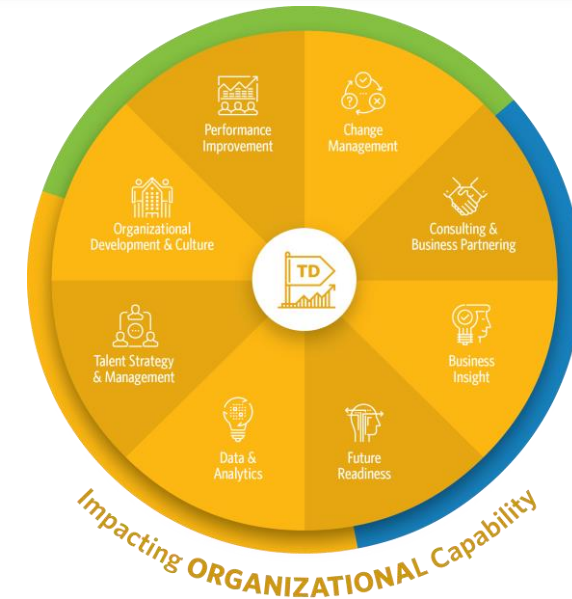 Performance
Improvement
Change
Management
Organizational
Development & Culture
Consulting &
Business Partnering
TD
Talent Strategy
& Management
Business
Insight
Data &
Analytics
Future
Readiness
Impacting ORGANIZATIONAL Capability